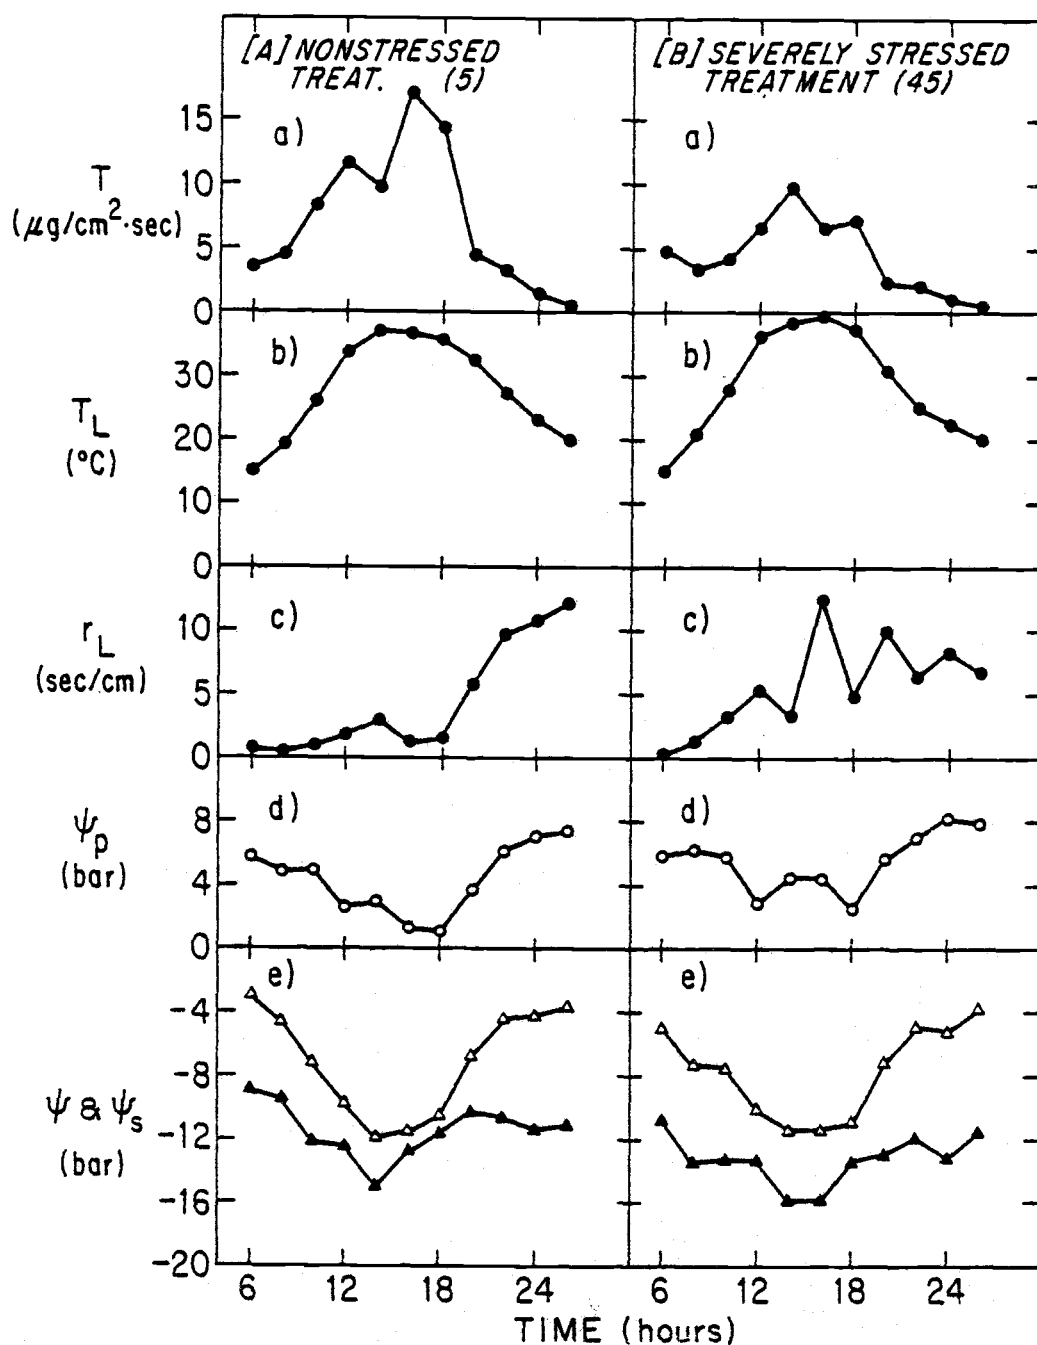 [A] NONSTRESSED
TREAT. (5)
[B] SEVERELY STRESSED
TREATMENT (45)
a)
a)
T
(μg/cm²·sec)
15
10
5
0
b)
b)
T_L
(°C)
30
20
10
0
c)
c)
r_L
(sec/cm)
10
5
0
d)
d)
ψ_p
(bar)
8
4
0
e)
e)
ψ & ψ_s
(bar)
-4
-8
-12
-16
-20
6 12 18 24 6 12 18 24
TIME (hours)